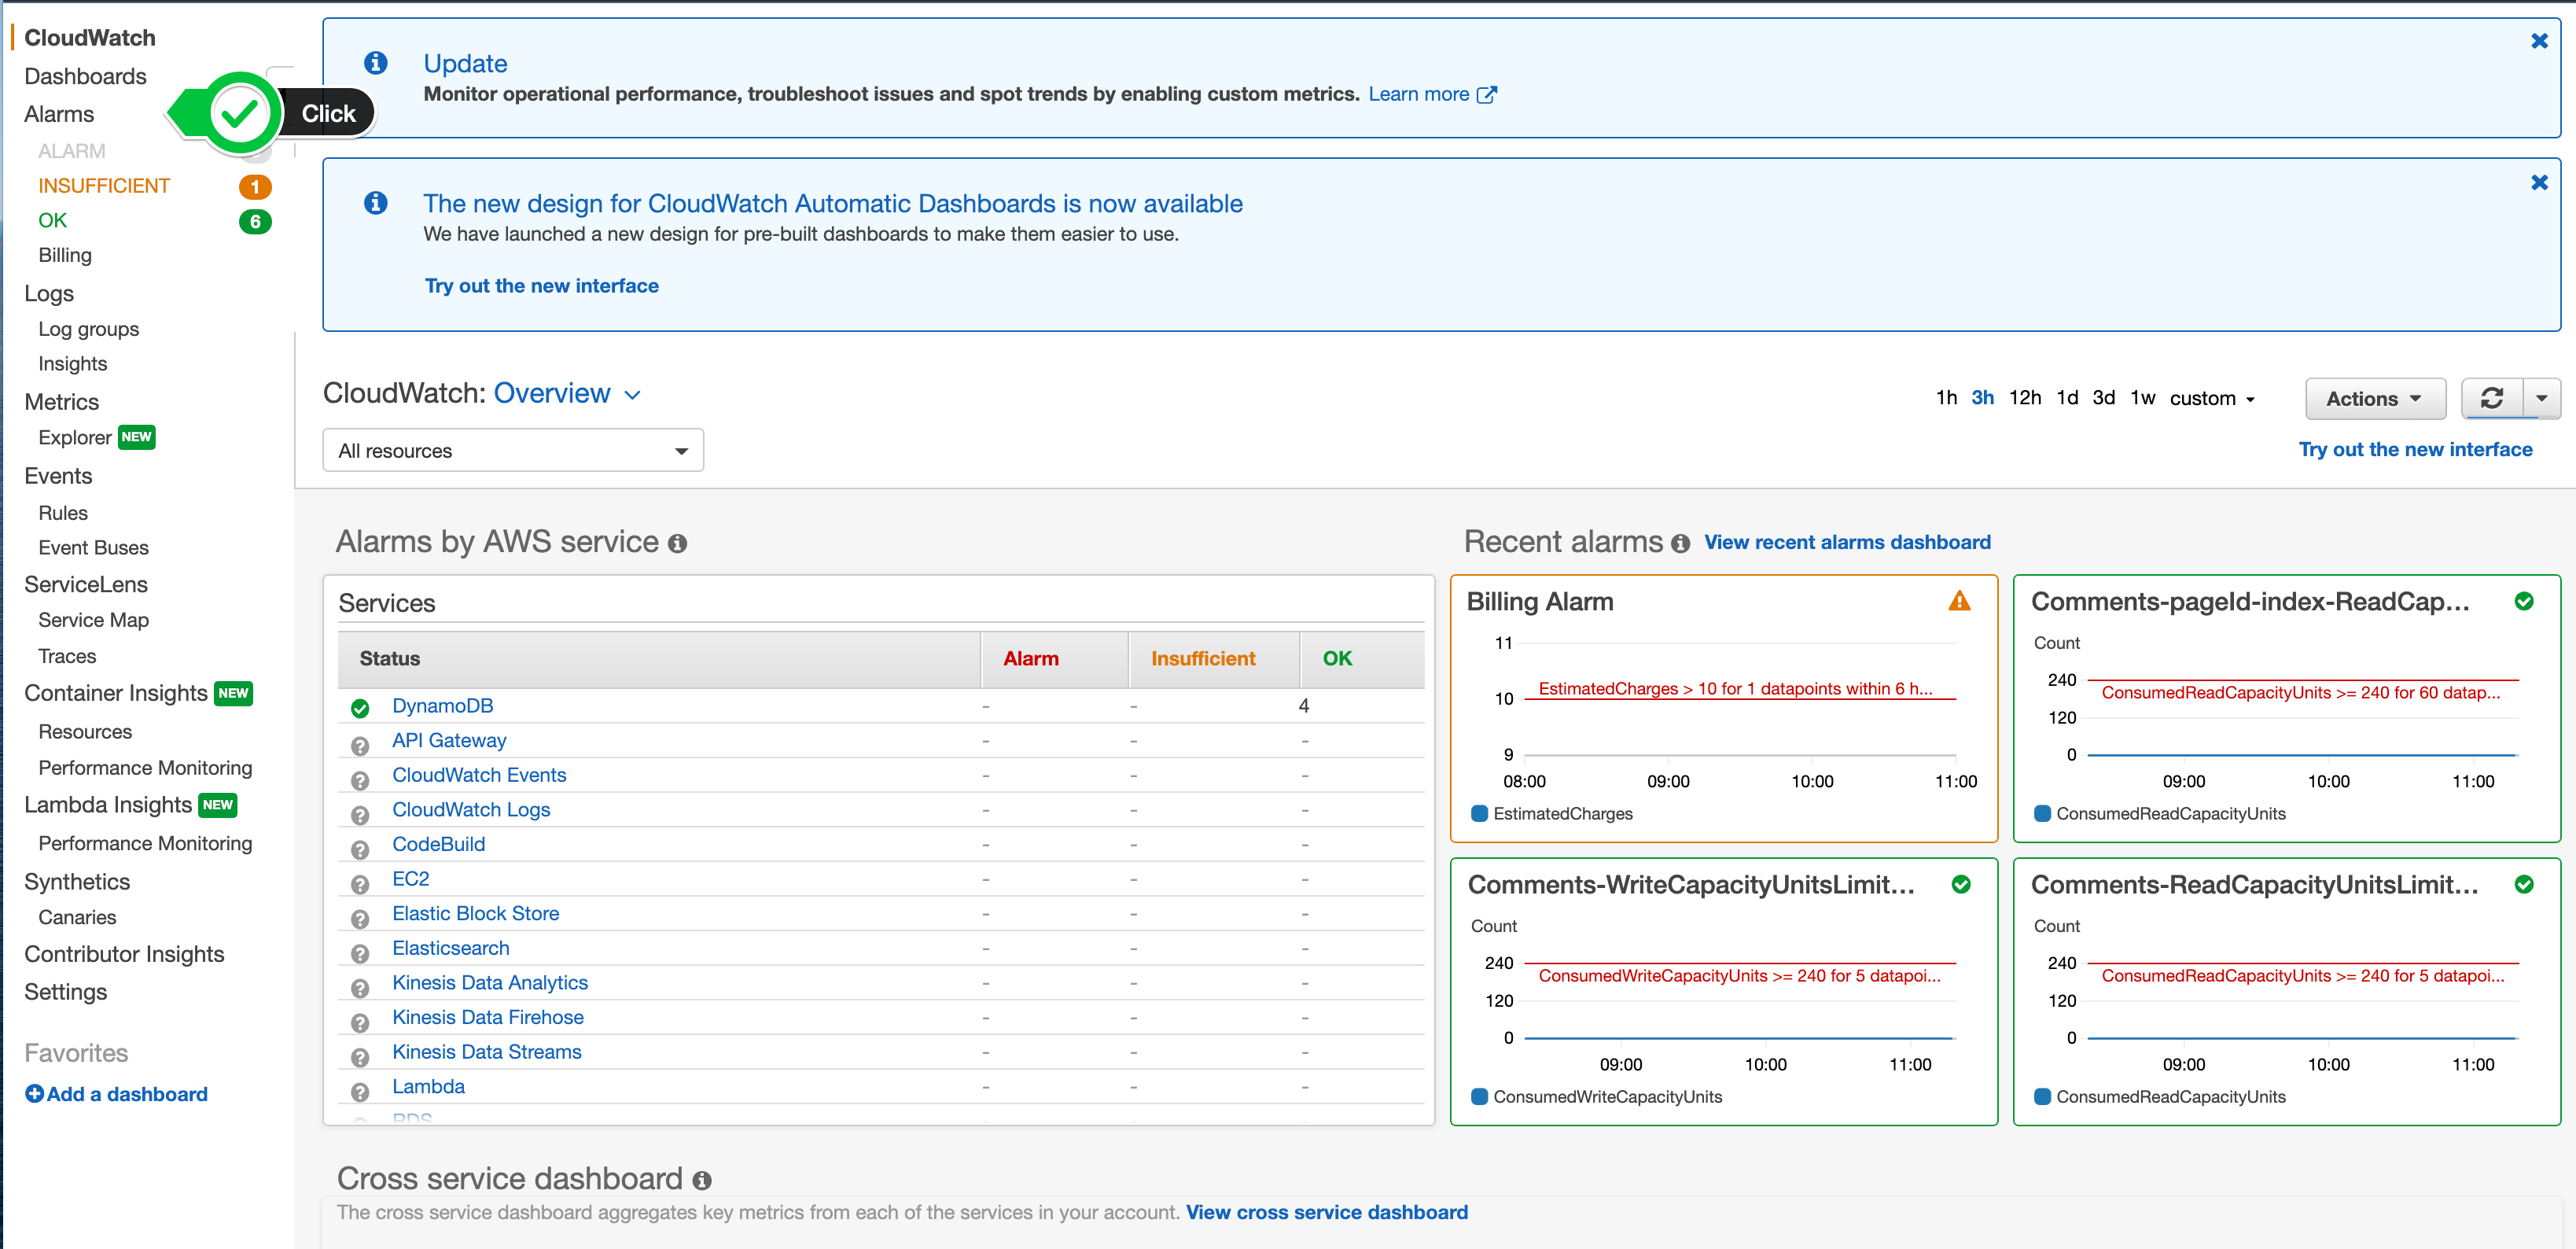 CloudWatch
Dashboards
Alarms
Click
ALARM
INSUFFICIENT 1
OK 6
Billing
Logs
Log groups
Insights
Metrics
Explorer NEW
Events
Rules
Event Buses
ServiceLens
Service Map
Traces
Container Insights NEW
Resources
Performance Monitoring
Lambda Insights NEW
Performance Monitoring
Synthetics
Canaries
Contributor Insights
Settings
Favorites
Add a dashboard
Update
Monitor operational performance, troubleshoot issues and spot trends by enabling custom metrics. Learn more
The new design for CloudWatch Automatic Dashboards is now available
We have launched a new design for pre-built dashboards to make them easier to use.
Try out the new interface
CloudWatch: Overview
1h 3h 12h 1d 3d 1w custom
Actions
All resources
Try out the new interface
Alarms by AWS service
Services
Status Alarm Insufficient OK
DynamoDB - - 4
API Gateway - - -
CloudWatch Events - - -
CloudWatch Logs - - -
CodeBuild - - -
EC2 - - -
Elastic Block Store - - -
Elasticsearch - - -
Kinesis Data Analytics - - -
Kinesis Data Firehose - - -
Kinesis Data Streams - - -
Lambda - - -
RDS
Recent alarms View recent alarms dashboard
Billing Alarm
11
EstimatedCharges > 10 for 1 datapoints within 6 h...
10
9
08:00 09:00 10:00 11:00
EstimatedCharges
Comments-pageId-index-ReadCap...
Count
240
ConsumedReadCapacityUnits >= 240 for 60 datap...
120
0
09:00 10:00 11:00
ConsumedReadCapacityUnits
Comments-WriteCapacityUnitsLimit...
Count
240
ConsumedWriteCapacityUnits >= 240 for 5 datapoi...
120
0
09:00 10:00 11:00
ConsumedWriteCapacityUnits
Comments-ReadCapacityUnitsLimit...
Count
240
ConsumedReadCapacityUnits >= 240 for 5 datapoi...
120
0
09:00 10:00 11:00
ConsumedReadCapacityUnits
Cross service dashboard
The cross service dashboard aggregates key metrics from each of the services in your account. View cross service dashboard